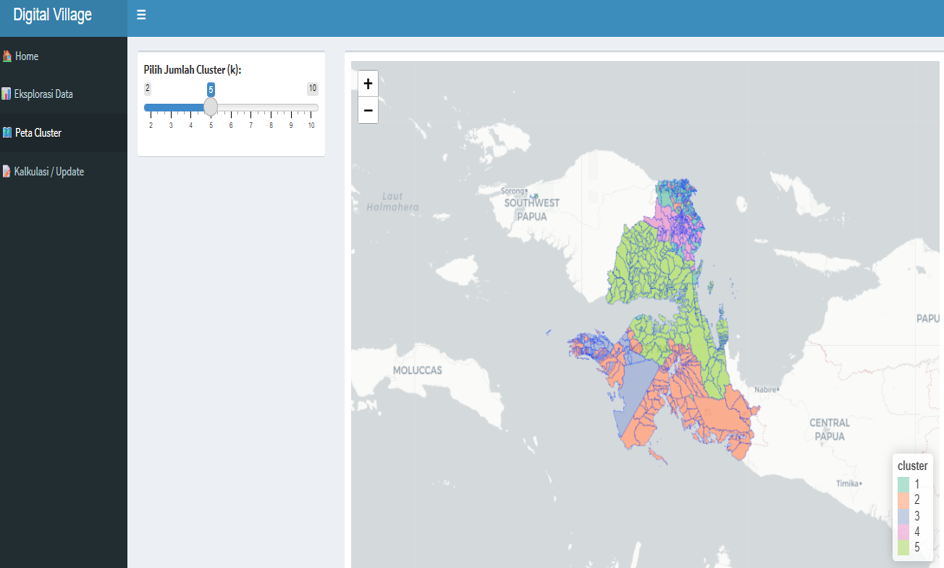 Digital Village
Home
Eksplorasi Data
Peta Cluster
Kalkulasi / Update
Pilih Jumlah Cluster (k):
2
5
10
2 3 4 5 6 7 8 9 10
+
−
Laut
Halmahera
Sorong
SOUTHWEST
PAPUA
PAPU
MOLUCCAS
Nabire
CENTRAL
PAPUA
Timika
cluster
1
2
3
4
5